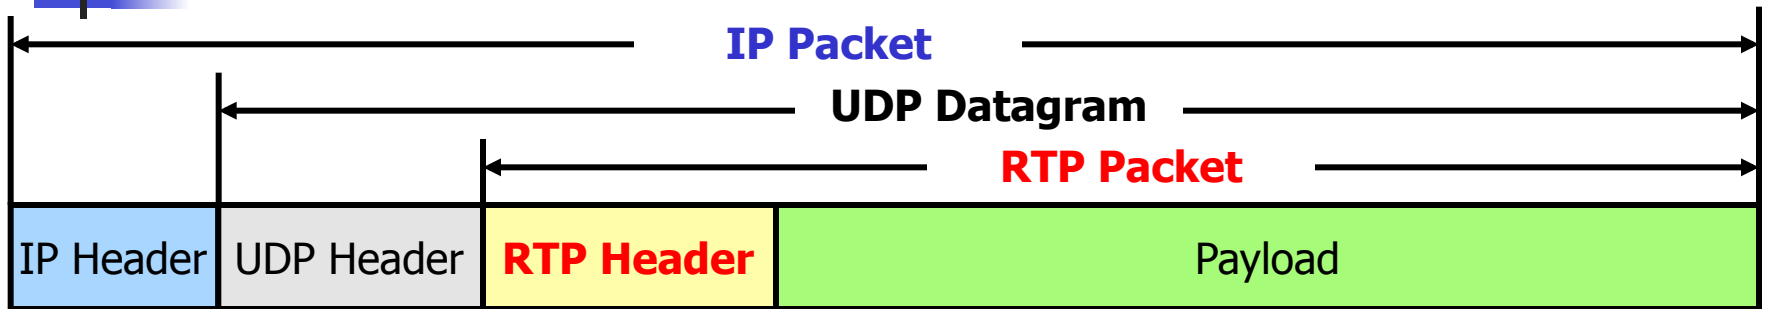 IP Packet
UDP Datagram
RTP Packet
IP Header UDP Header RTP Header Payload